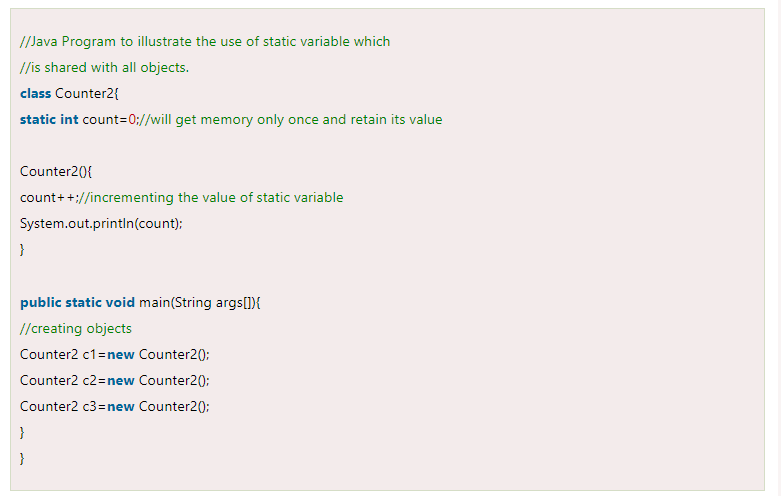 //Java Program to illustrate the use of static variable which
//is shared with all objects.
class Counter2{
static int count=0;//will get memory only once and retain its value
Counter2(){
count++;//incrementing the value of static variable
System.out.println(count);
}
public static void main(String args[]){
//creating objects
Counter2 c1=new Counter2();
Counter2 c2=new Counter2();
Counter2 c3=new Counter2();
}
}